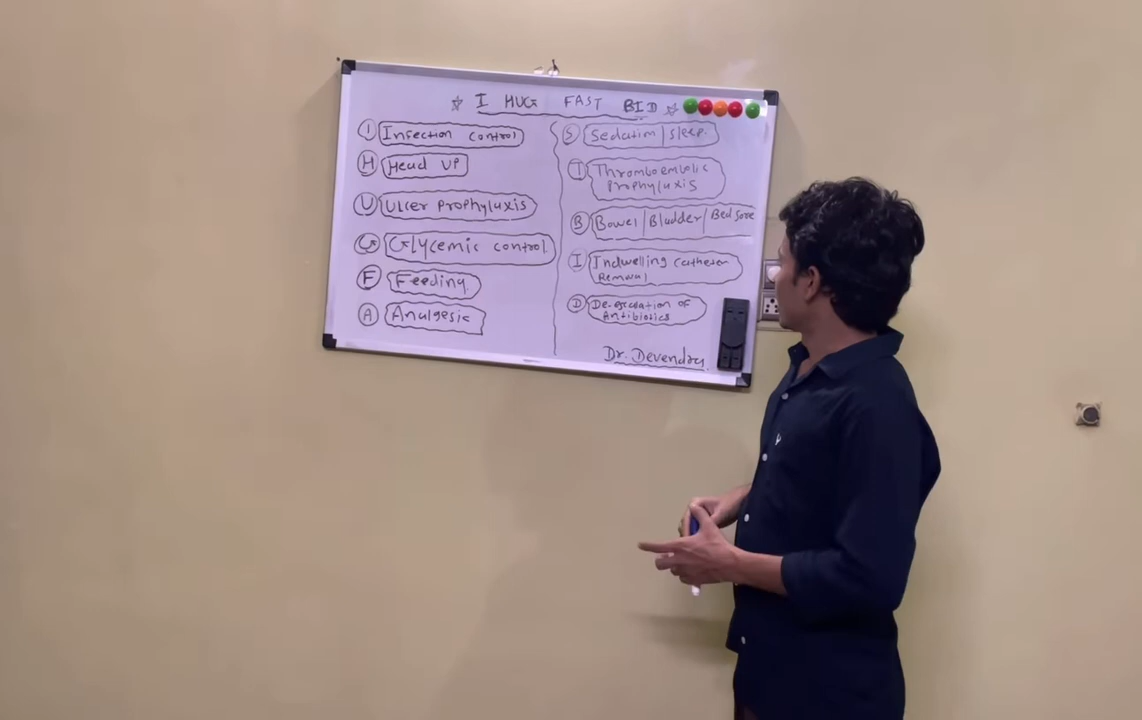 ☆ I HUG FAST BID ☆
I Infection control
H Head UP
U Ulcer Prophylaxis
G Glycemic control
F Feeding
A Analgesic
S Sedation / sleep.
T Thromboembolic
Prophylaxis
B Bowel / Bladder / Bed sore
I Indwelling catheter
Removal
D De-escalation of
Antibiotics
Dr. Devendra